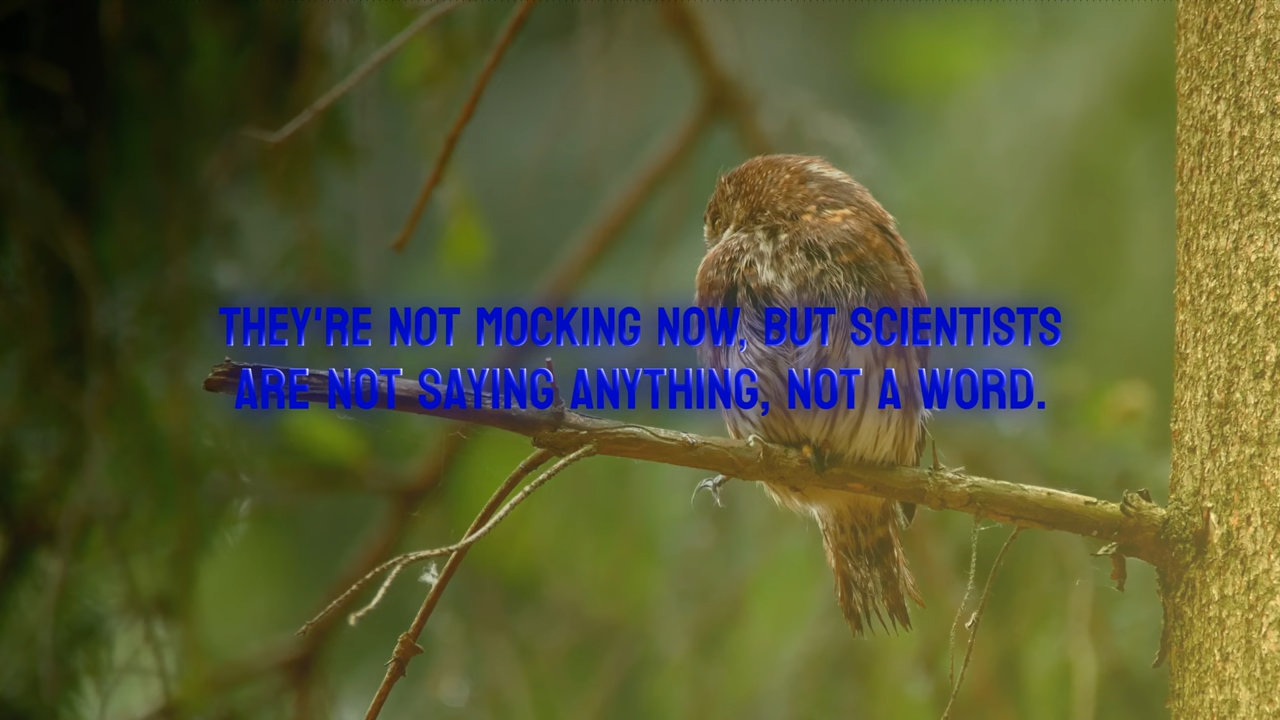 THEY'RE NOT MOCKING NOW, BUT SCIENTISTS
ARE NOT SAYING ANYTHING, NOT A WORD.